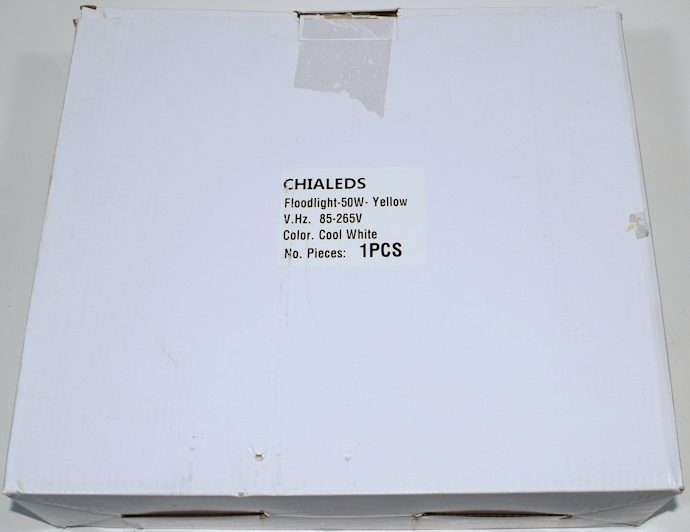 CHIALEDS
Floodlight-50W- Yellow
V.Hz. 85-265V
Color. Cool White
No. Pieces: 1PCS